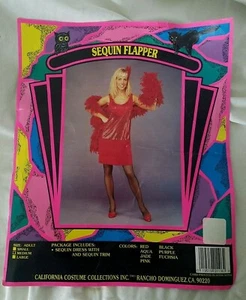 SEQUIN FLAPPER
SIZE: ADULT
SMALL
MEDIUM
LARGE
PACKAGE INCLUDES:
• SEQUIN DRESS WITH
AND SEQUIN TRIM
COLORS: RED BLACK
AQUA PURPLE
JADE FUCHSIA
PINK
CALIFORNIA COSTUME COLLECTIONS INC. RANCHO DOMINGUEZ CA. 90220